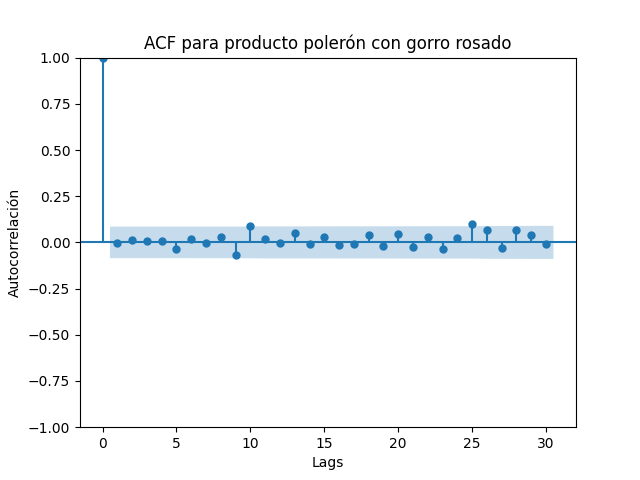 ACF para producto polerón con gorro rosado
1.00
0.75
0.50
0.25
0.00
−0.25
−0.50
−0.75
−1.00
Autocorrelación
0 5 10 15 20 25 30
Lags